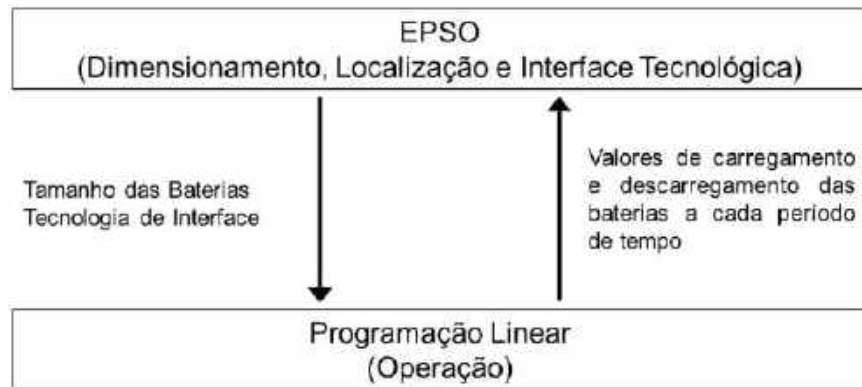 EPSO
(Dimensionamento, Localização e Interface Tecnológica)
Tamanho das Baterias
Tecnologia de Interface
Valores de carregamento
e descarregamento das
baterias a cada período
de tempo
Programação Linear
(Operação)